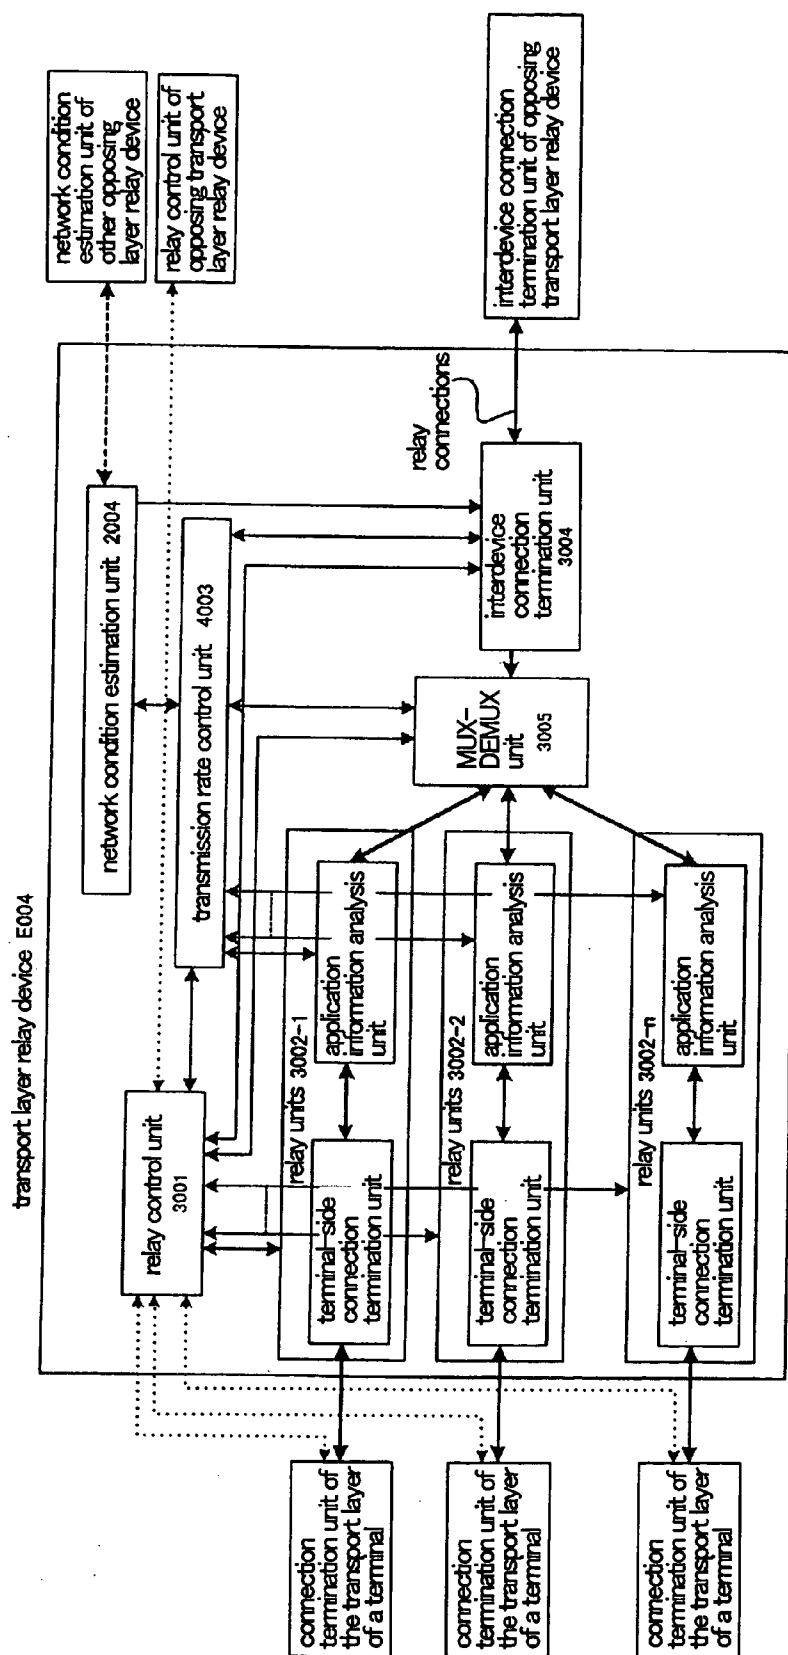 transport layer relay device E004
network condition
estimation unit of
other opposing
layer relay device
relay control unit of
opposing transport
layer relay device
network condition estimation unit 2004
transmission rate control unit 4003
relay control unit
3001
relay
connections
interdevice connection
termination unit of opposing
transport layer relay device
interdevice
connection
termination unit
3004
MUX-
DEMUX
unit
3005
relay units 3002-1
terminal-side
connection
termination unit
application
information analysis
unit
relay units 3002-2
terminal-side
connection
termination unit
application
information analysis
unit
relay units 3002-n
terminal-side
connection
termination unit
application
information analysis
unit
connection
termination unit of
the transport layer
of a terminal
connection
termination unit of
the transport layer
of a terminal
connection
termination unit of
the transport layer
of a terminal